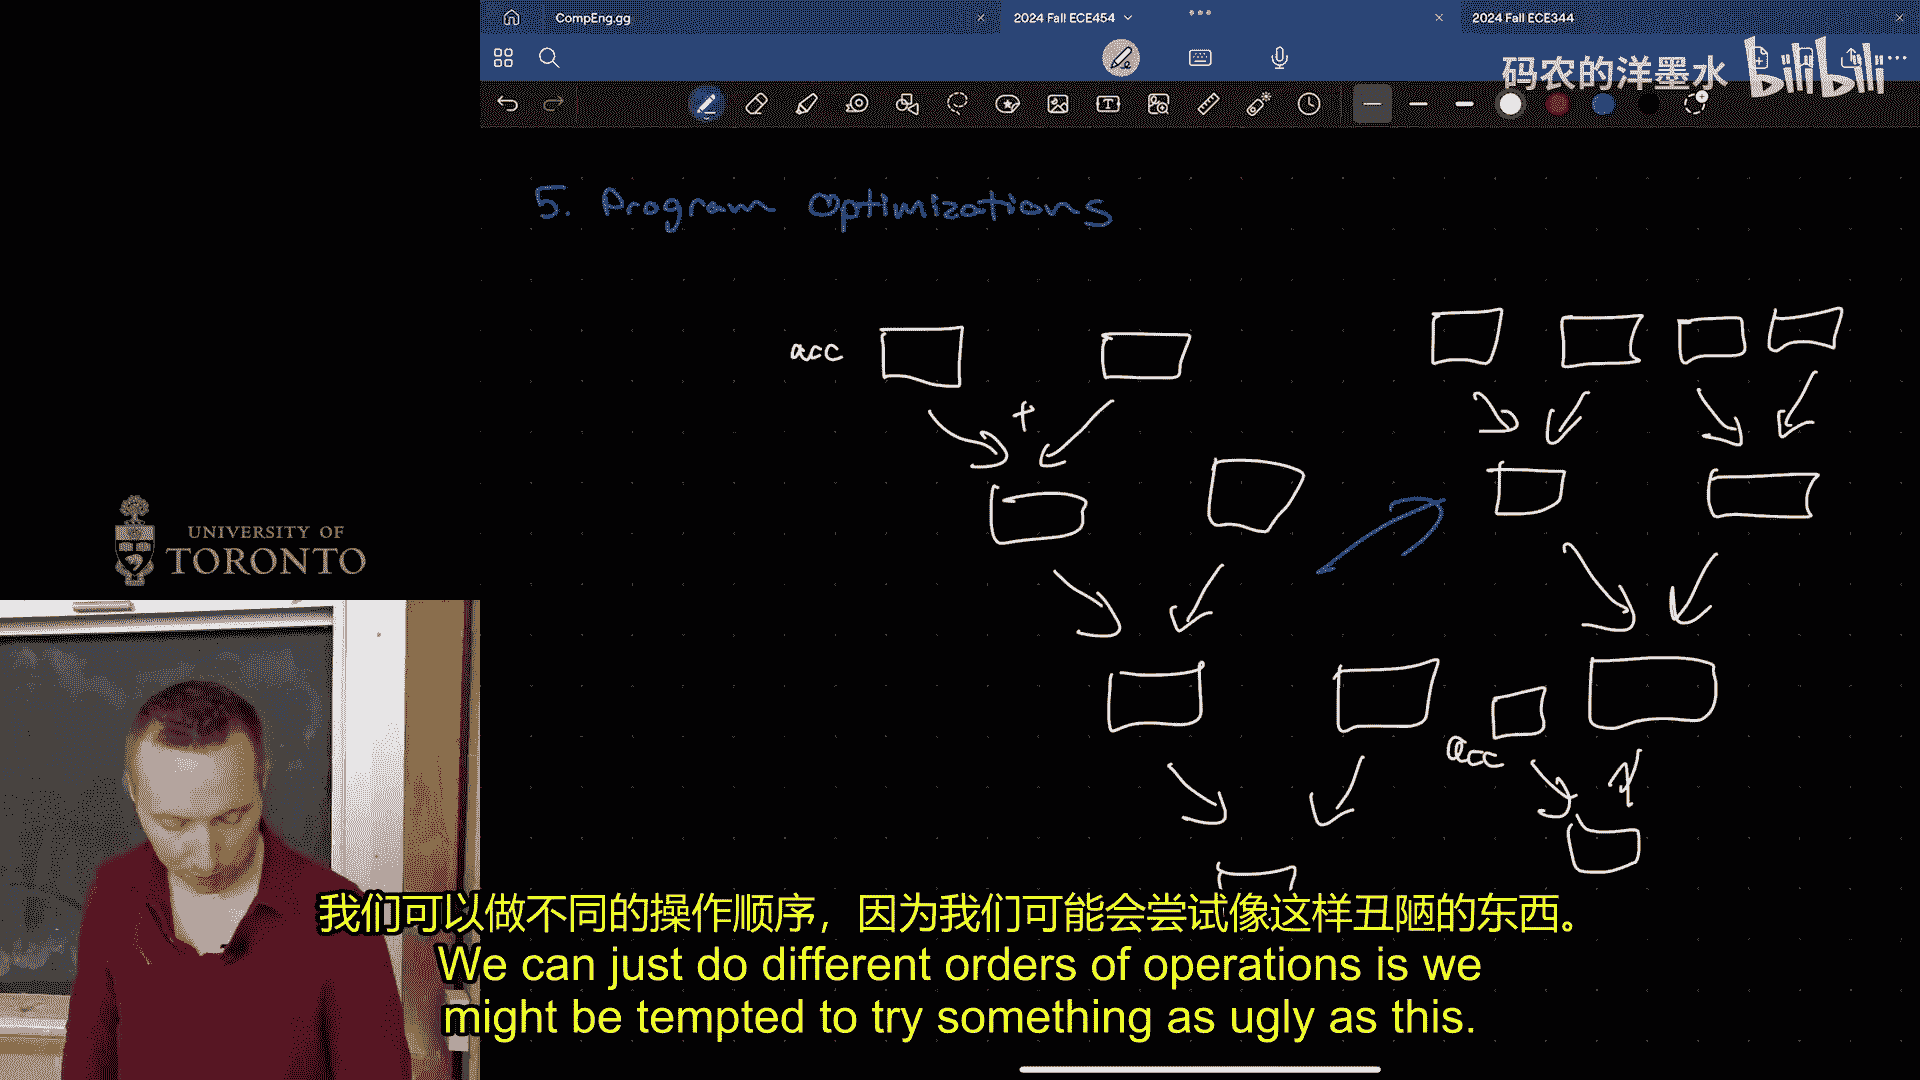 CompEng.gg
2024 Fall ECE454
2024 Fall ECE344
码农的洋墨水 bilibili
5. Program Optimizations
acc
+
acc
UNIVERSITY OF
TORONTO
我们可以做不同的操作顺序，因为我们可能会尝试像这样丑陋的东西。
We can just do different orders of operations is we
might be tempted to try something as ugly as this.